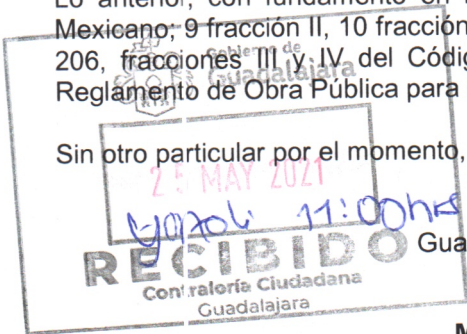 Lo anterior, con fundamento en
Mexicano; 9 fracción II, 10 fracción
206, fracciones III y IV del Códig
Reglamento de Obra Pública para
Gobierno de
Guadalajara
Sin otro particular por el momento,
25 MAY 2021
11:00hrs
RECIBIDO
Contraloría Ciudadana
Guadalajara
Gua
M